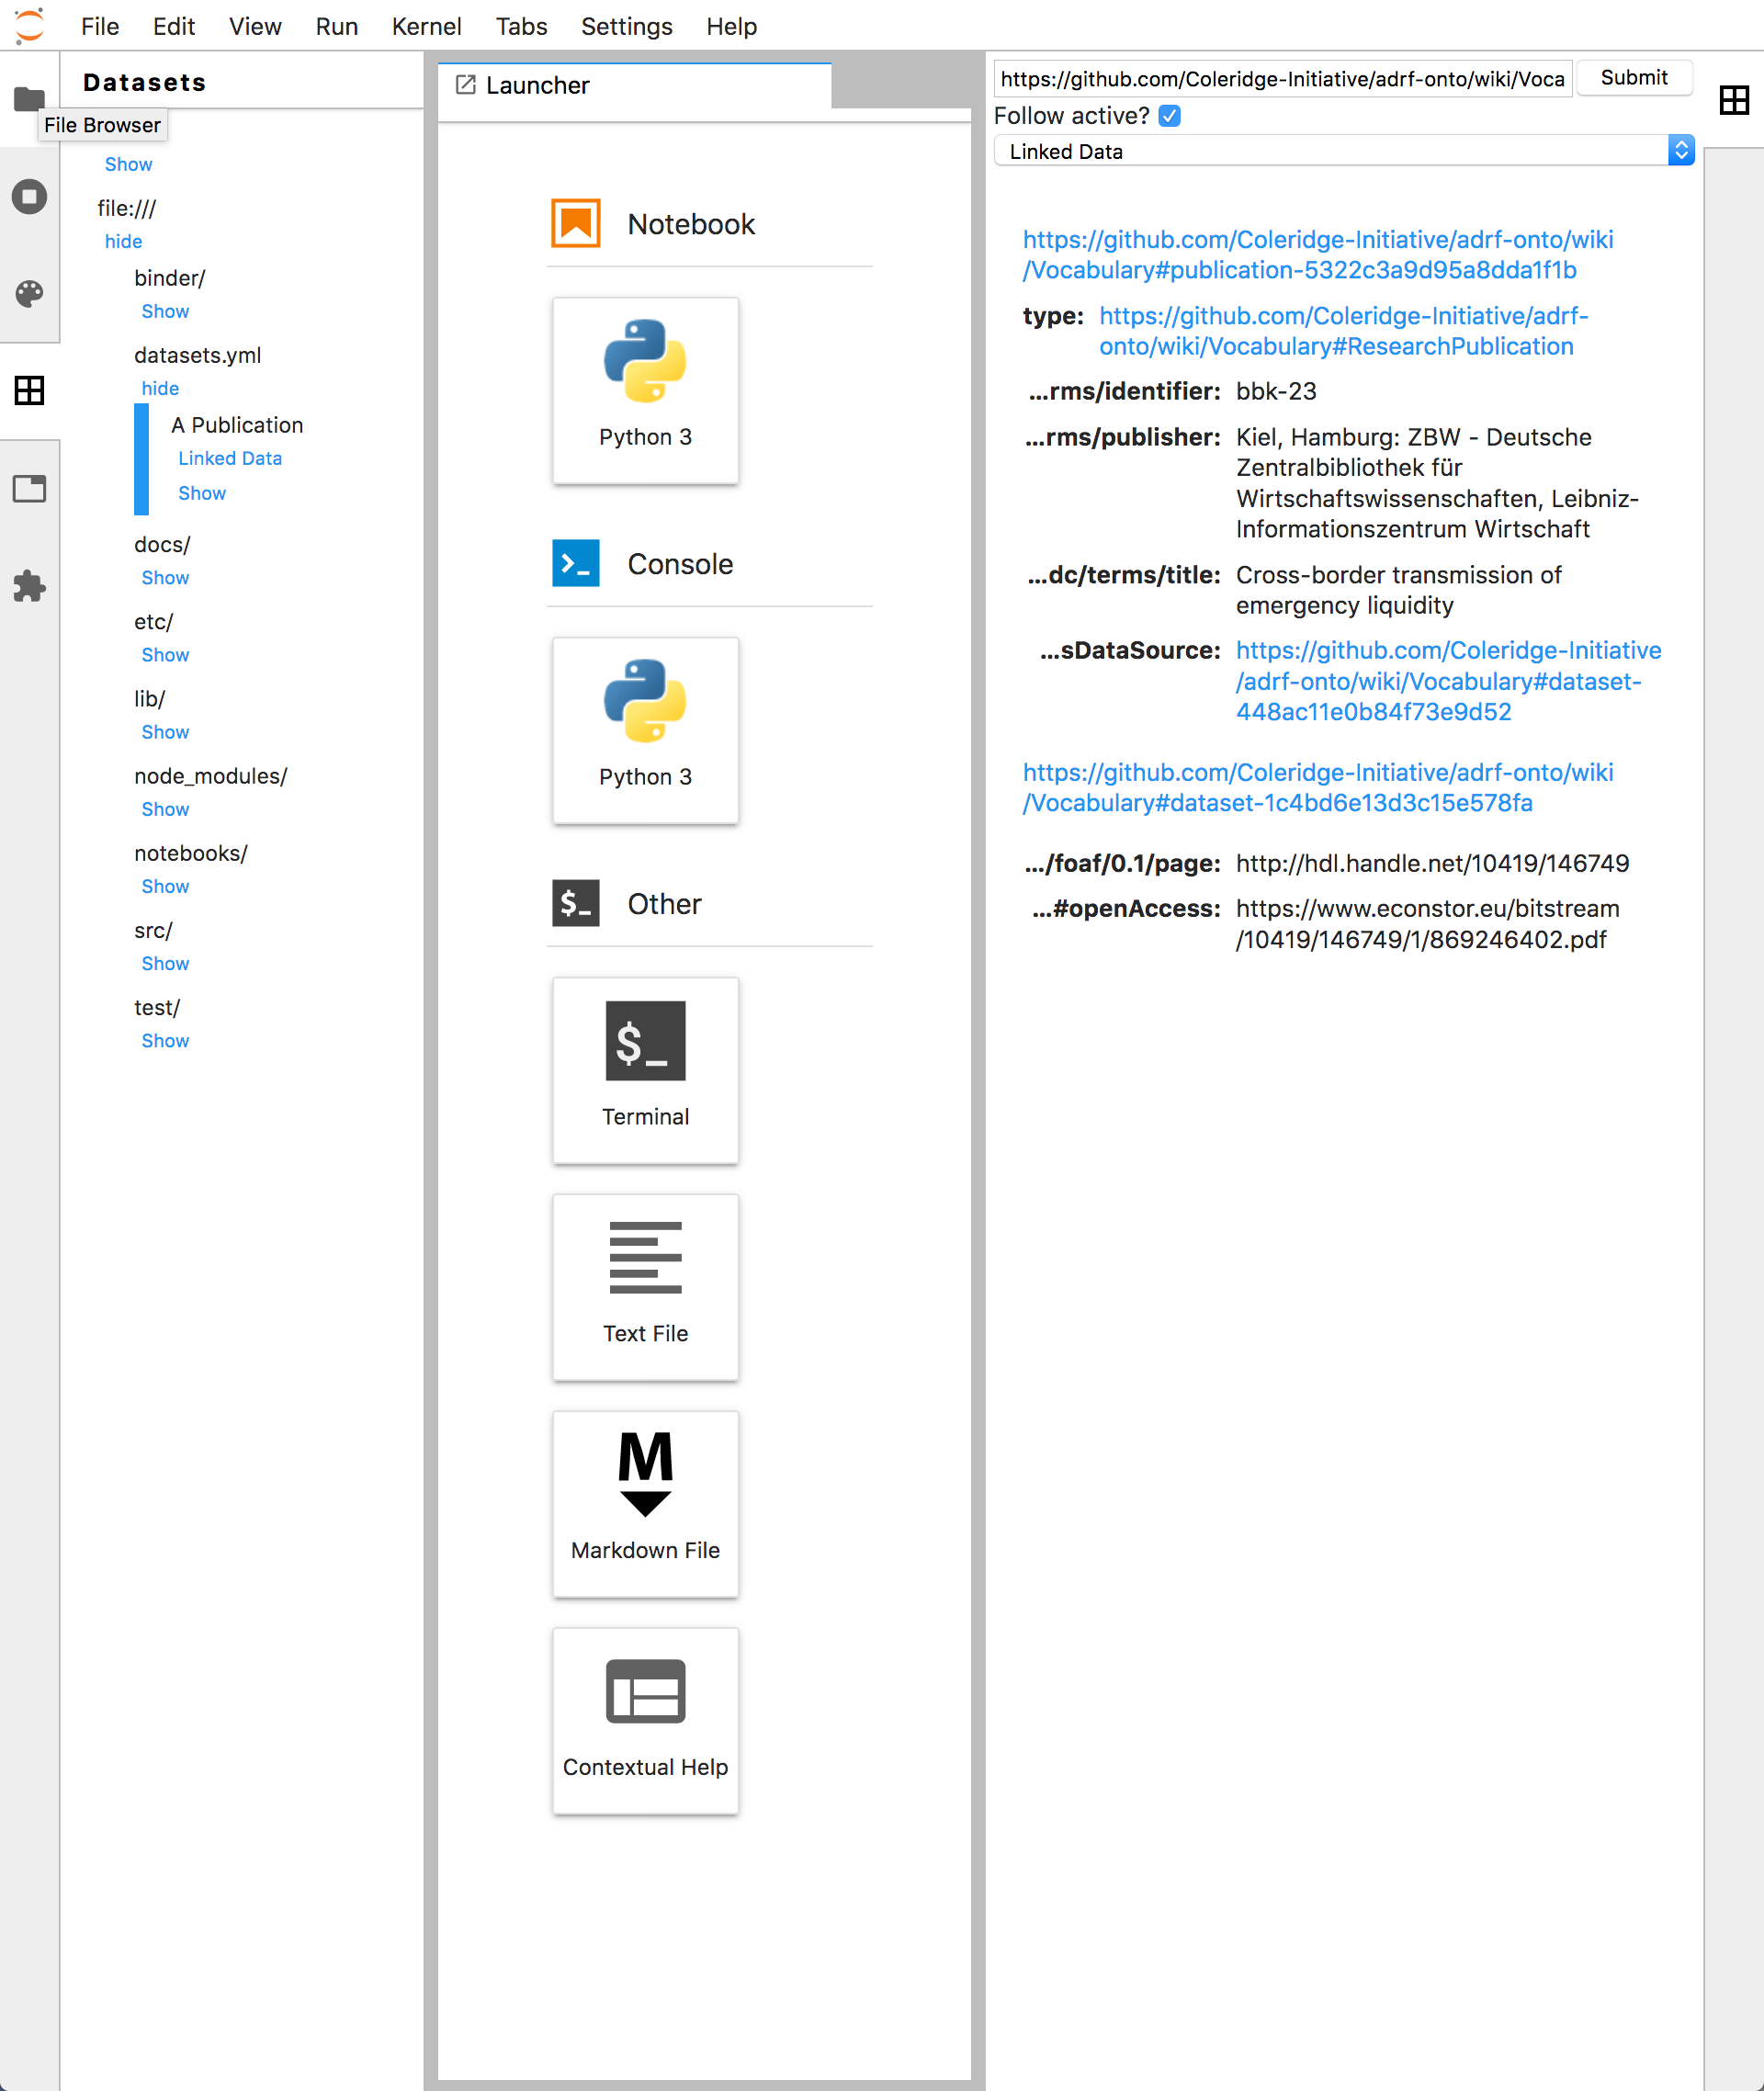 File Edit View Run Kernel Tabs Settings Help
Datasets
File Browser
Show
file:///
hide
binder/
Show
datasets.yml
hide
A Publication
Linked Data
Show
docs/
Show
etc/
Show
lib/
Show
node_modules/
Show
notebooks/
Show
src/
Show
test/
Show
Launcher
Notebook
Python 3
Console
>_
Python 3
$_
Other
$_
Terminal
Text File
M
Markdown File
Contextual Help
https://github.com/Coleridge-Initiative/adrf-onto/wiki/Voca Submit
Follow active?
Linked Data
https://github.com/Coleridge-Initiative/adrf-onto/wiki
/Vocabulary#publication-5322c3a9d95a8dda1f1b
type: https://github.com/Coleridge-Initiative/adrf-
onto/wiki/Vocabulary#ResearchPublication
...rms/identifier: bbk-23
...rms/publisher: Kiel, Hamburg: ZBW - Deutsche
Zentralbibliothek für
Wirtschaftswissenschaften, Leibniz-
Informationszentrum Wirtschaft
...dc/terms/title: Cross-border transmission of
emergency liquidity
...sDataSource: https://github.com/Coleridge-Initiative
/adrf-onto/wiki/Vocabulary#dataset-
448ac11e0b84f73e9d52
https://github.com/Coleridge-Initiative/adrf-onto/wiki
/Vocabulary#dataset-1c4bd6e13d3c15e578fa
.../foaf/0.1/page: http://hdl.handle.net/10419/146749
...#openAccess: https://www.econstor.eu/bitstream
/10419/146749/1/869246402.pdf